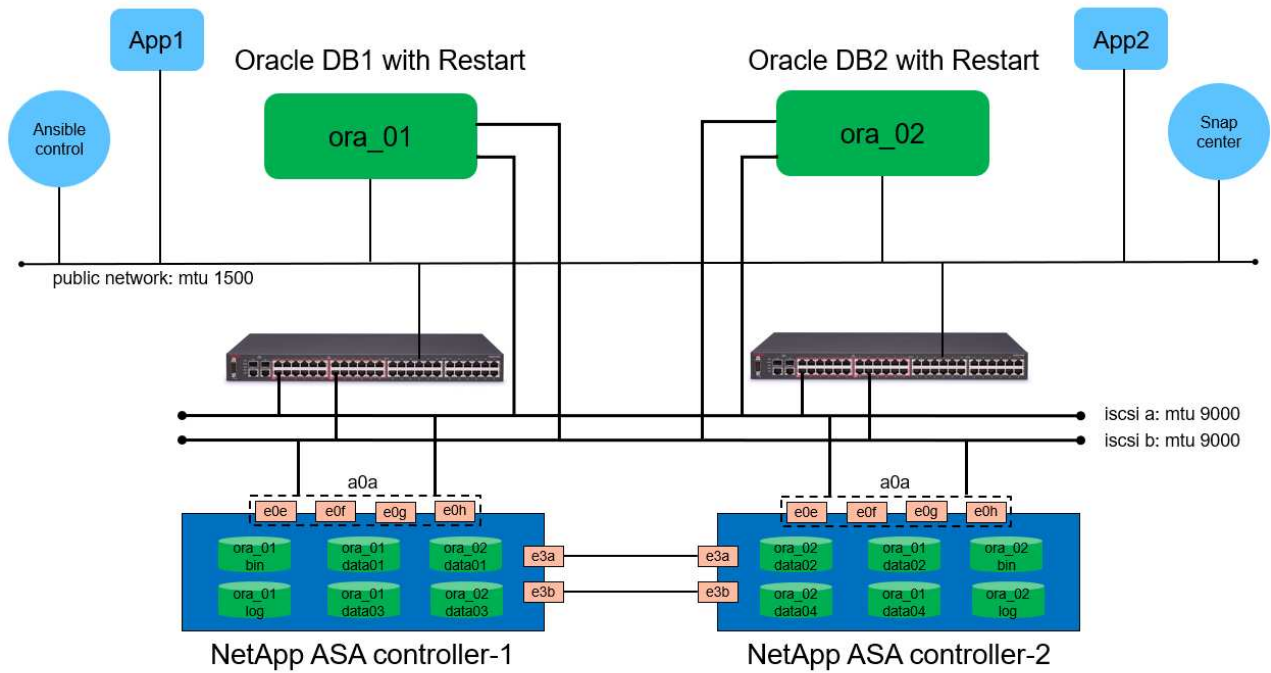 App1
App2
Oracle DB1 with Restart
Oracle DB2 with Restart
Ansible
control
ora_01
ora_02
Snap
center
public network: mtu 1500
iscsi a: mtu 9000
iscsi b: mtu 9000
a0a
a0a
e0e
e0f
e0g
e0h
e0e
e0f
e0g
e0h
ora_01
bin
ora_01
data01
ora_02
data01
e3a
e3a
ora_02
data02
ora_01
data02
ora_02
bin
ora_01
log
ora_01
data03
ora_02
data03
e3b
e3b
ora_02
data04
ora_01
data04
ora_02
log
NetApp ASA controller-1
NetApp ASA controller-2